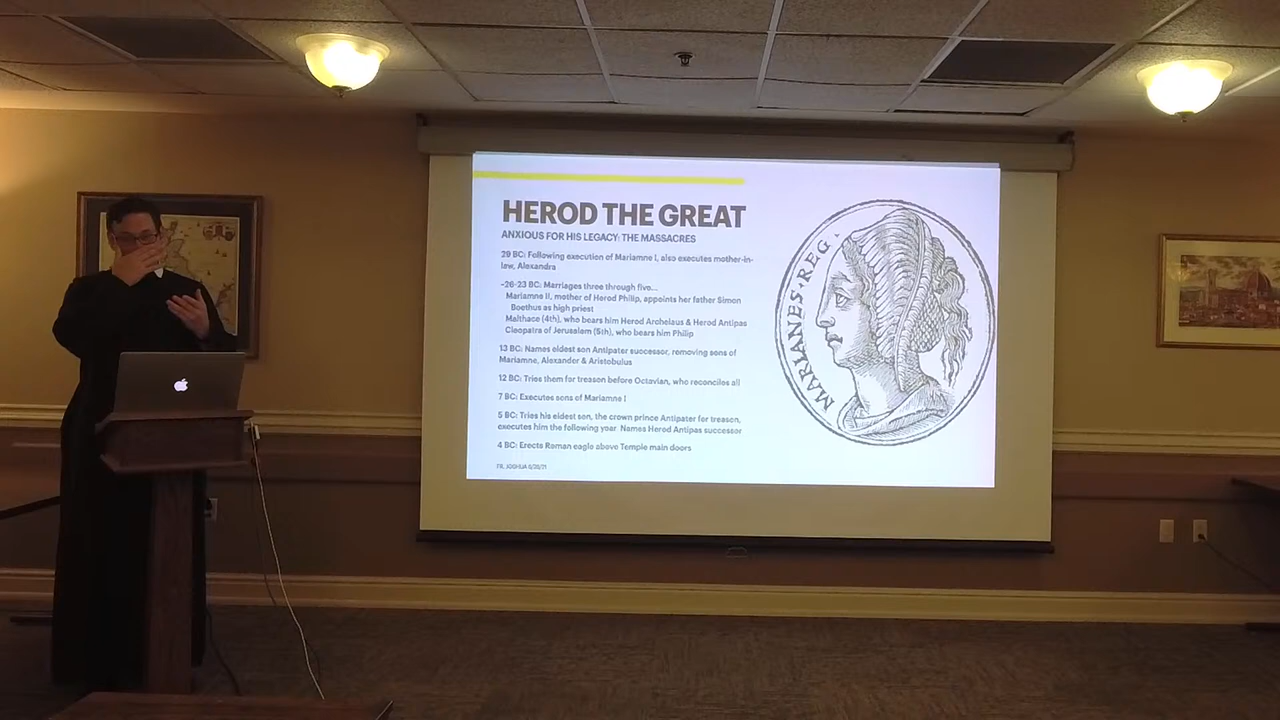 HEROD THE GREAT
ANXIOUS FOR HIS LEGACY: THE MASSACRES
29 BC: Following execution of Mariamne I, also executes mother-in-
law, Alexandra
~26-23 BC: Marriages three through five...
Mariamne II, mother of Herod Philip, appoints her father Simon
Boethus as high priest
Malthace (4th), who bears him Herod Archelaus & Herod Antipas
Cleopatra of Jerusalem (5th), who bears him Philip
13 BC: Names eldest son Antipater successor, removing sons of
Mariamne, Alexander & Aristobulus
12 BC: Tries them for treason before Octavian, who reconciles all
7 BC: Executes sons of Mariamne I
5 BC: Tries his eldest son, the crown prince Antipater for treason,
executes him the following year Names Herod Antipas successor
4 BC: Erects Roman eagle above Temple main doors
MARIANES·REG